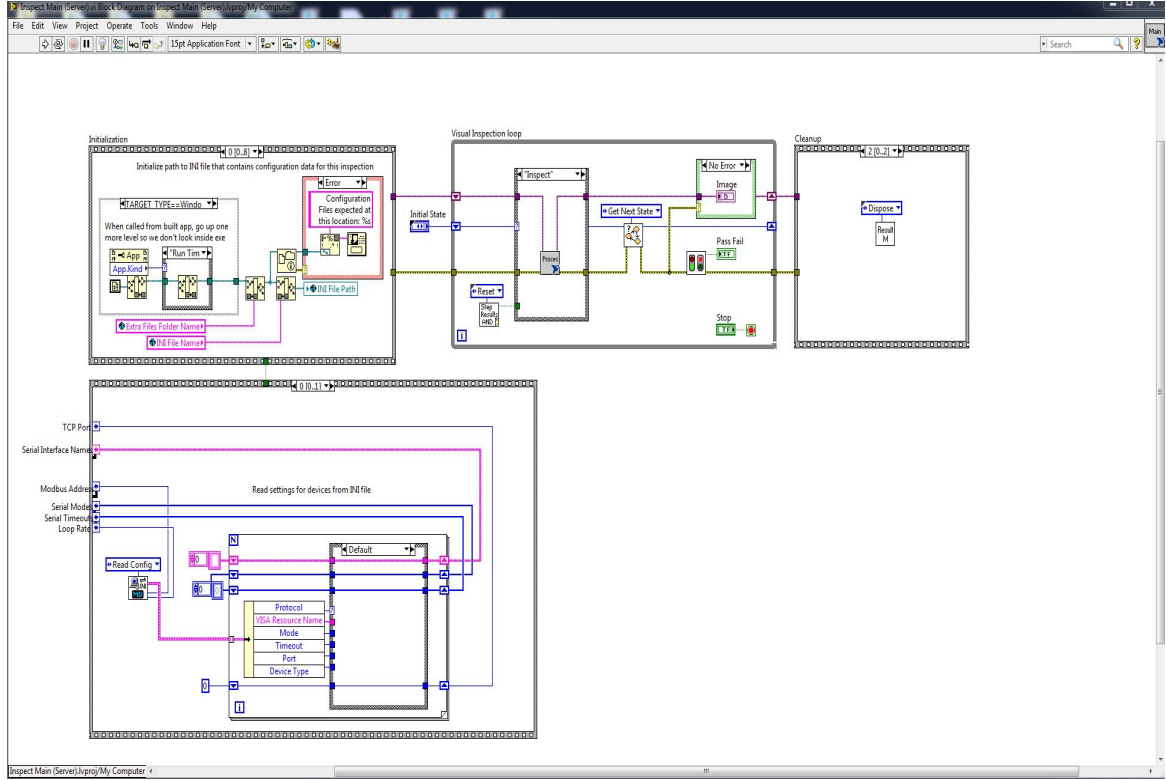 Inspect Main (Server).vi Block Diagram on Inspect Main (Server).lvproj/My Computer
File Edit View Project Operate Tools Window Help
15pt Application Font
Search
Main
Initialization
0 [0..8]
Initialize path to INI file that contains configuration data for this inspection
TARGET_TYPE==Windo
When called from built app, go up one
more level so we don't look inside exe
App
App.Kind
"Run Tim
Error
Configuration
Files expected at
this location: %s
INI File Path
Extra Files Folder Name
INI File Name
Visual Inspection loop
Initial State
"Inspect"
Proces
Reset
Step
Results
AND
i
Get Next State
No Error
Image
Pass Fail
TF
Stop
TF
Cleanup
2 [0..2]
Dispose
Result
M
0 [0..1]
TCP Port
Serial Interface Name
Modbus Addres
Serial Mode
Serial Timeout
Loop Rate
Read settings for devices from INI file
Read Config
INI
MB
N
0
0
Default
Protocol
VISA Resource Name
Mode
Timeout
Port
Device Type
0
i
Inspect Main (Server).lvproj/My Computer